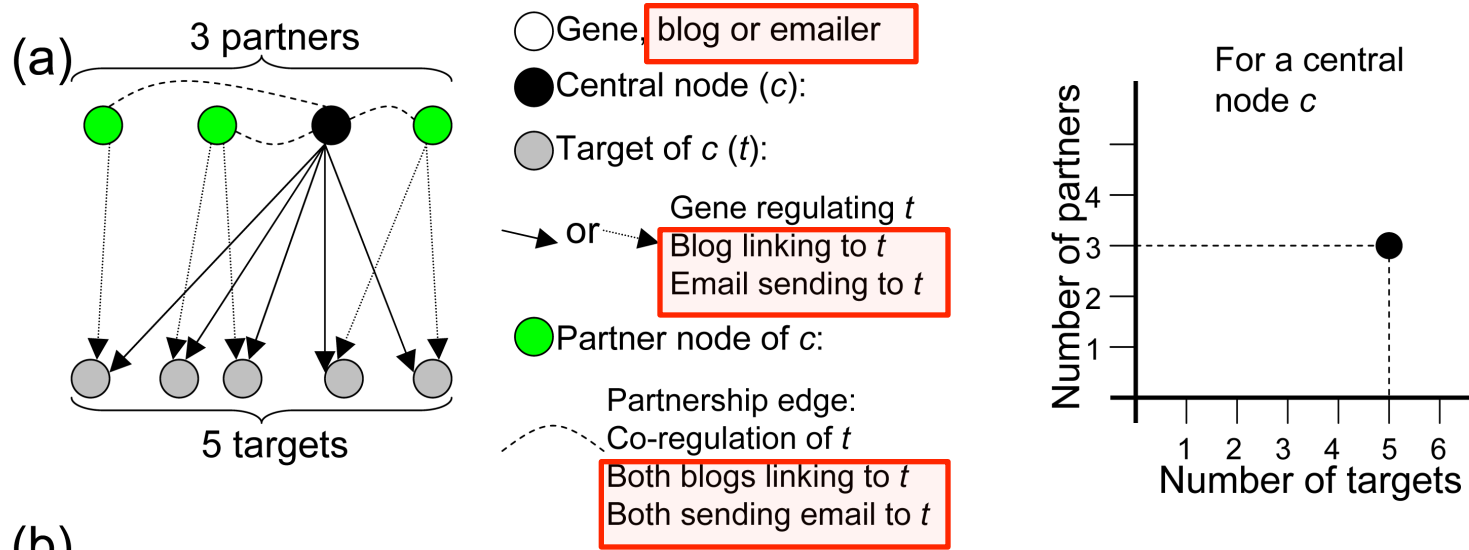 (a)
3 partners
5 targets
Gene, blog or emailer
Central node (c):
Target of c (t):
or
Gene regulating t
Blog linking to t
Email sending to t
Partner node of c:
Partnership edge:
Co-regulation of t
Both blogs linking to t
Both sending email to t
For a central
node c
Number of partners
4
3
2
1
1 2 3 4 5 6
Number of targets
(b)